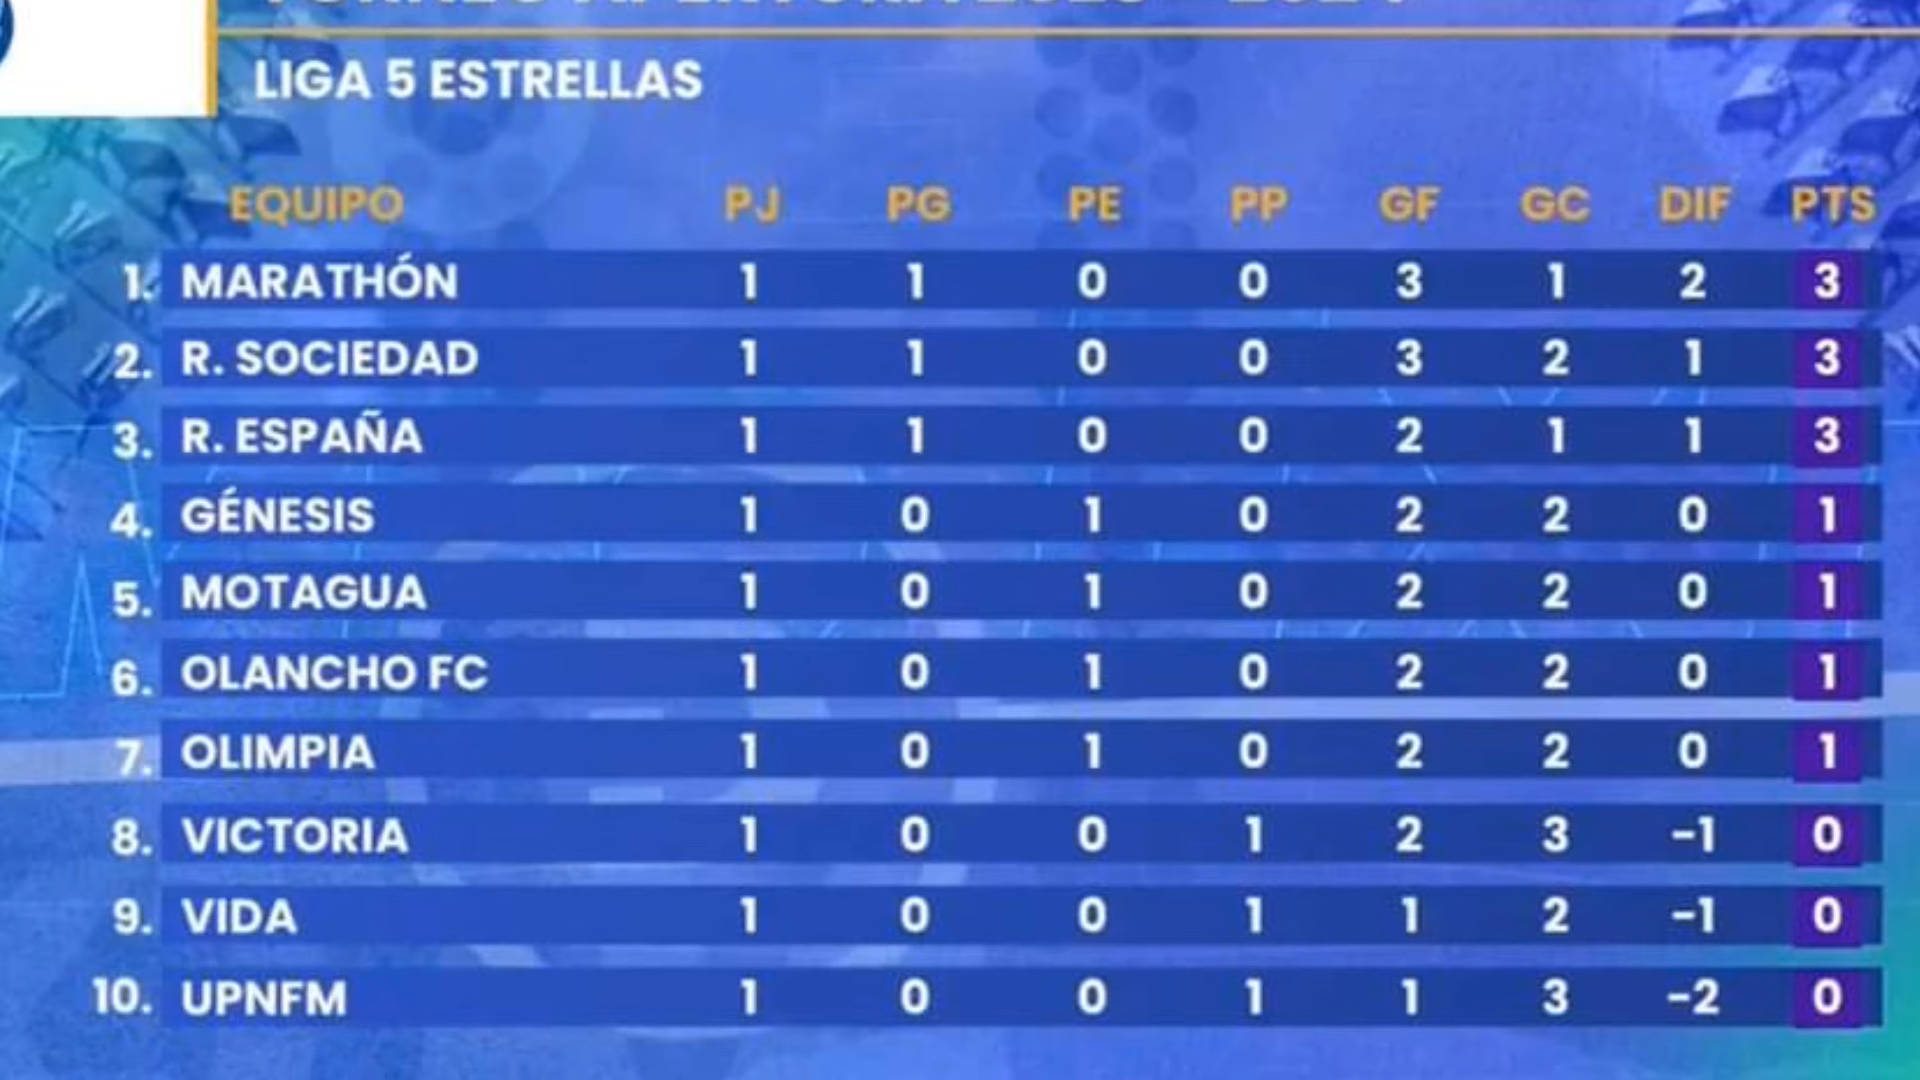 LIGA 5 ESTRELLAS
EQUIPO PJ PG PE PP GF GC DIF PTS
1. MARATHÓN 1 1 0 0 3 1 2 3
2. R. SOCIEDAD 1 1 0 0 3 2 1 3
3. R. ESPAÑA 1 1 0 0 2 1 1 3
4. GÉNESIS 1 0 1 0 2 2 0 1
5. MOTAGUA 1 0 1 0 2 2 0 1
6. OLANCHO FC 1 0 1 0 2 2 0 1
7. OLIMPIA 1 0 1 0 2 2 0 1
8. VICTORIA 1 0 0 1 2 3 -1 0
9. VIDA 1 0 0 1 1 2 -1 0
10. UPNFM 1 0 0 1 1 3 -2 0